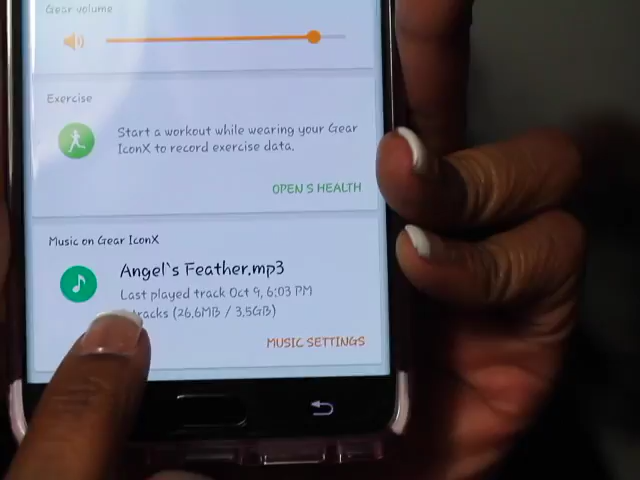 Gear volume
Exercise
Start a workout while wearing your Gear
IconX to record exercise data.
OPEN S HEALTH
Music on Gear IconX
Angel`s Feather.mp3
Last played track Oct 9, 6:03 PM
tracks (26.6MB / 3.5GB)
MUSIC SETTINGS